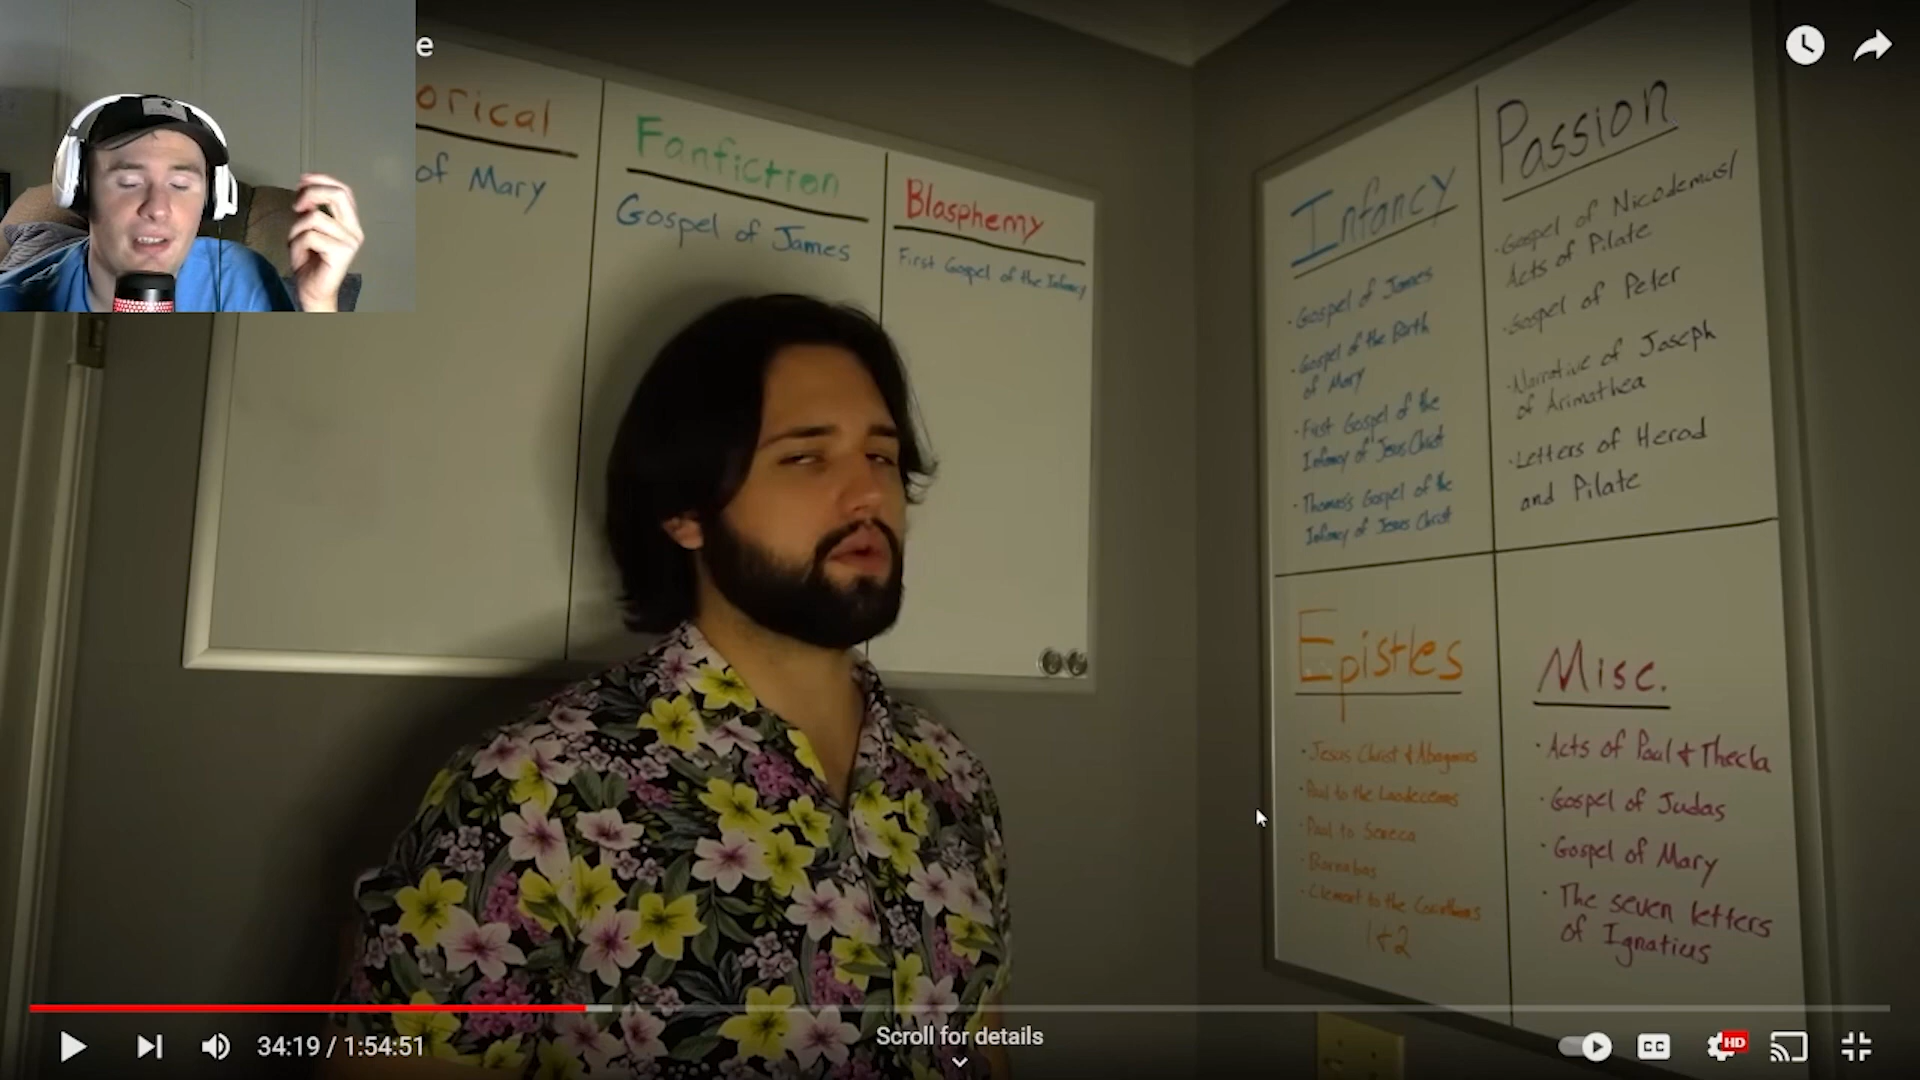 e
orical
of Mary
Fanfiction
Gospel of James
Blasphemy
First Gospel of the Infancy
Infancy
· Gospel of James
· Gospel of the Birth
of Mary
· First Gospel of the
Infancy of Jesus Christ
· Thomas's Gospel of the
Infancy of Jesus Christ
Passion
· Gospel of Nicodemus/
Acts of Pilate
· Gospel of Peter
· Narrative of Joseph
of Arimathea
· Letters of Herod
and Pilate
Epistles
· Jesus Christ & Abagarus
· Paul to the Laodeceans
· Paul to Seneca
· Barnabas
· Clement to the Corinthians
1+2
Misc.
· Acts of Paul & Thecla
· Gospel of Judas
· Gospel of Mary
· The seven letters
of Ignatius
34:19 / 1:54:51
Scroll for details
CC
HD